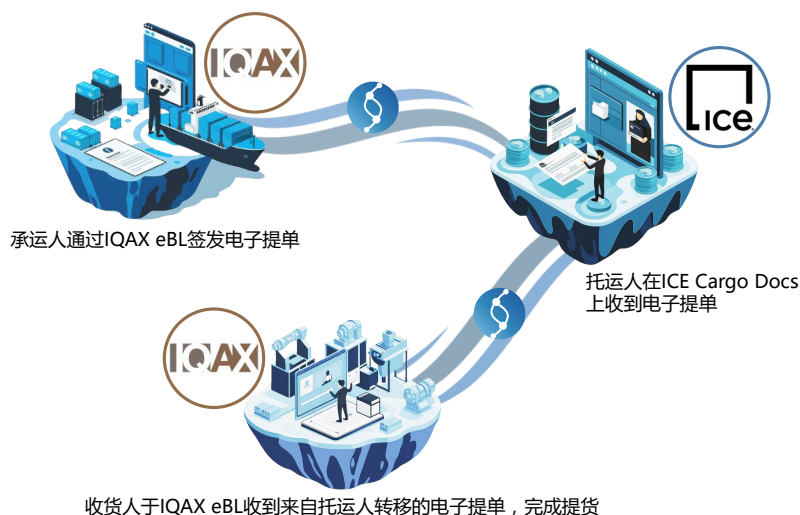 IQAX
ICE
承运人通过IQAX eBL签发电子提单
托运人在ICE Cargo Docs
上收到电子提单
IQAX
收货人于IQAX eBL收到来自托运人转移的电子提单，完成提货